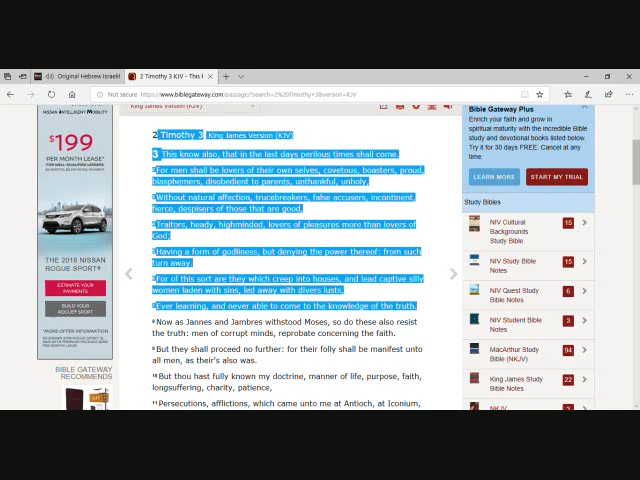 Original Hebrew Israelit
2 Timothy 3 KJV - This k
Not secure
www.biblegateway.com/passage/?search=2%20Timothy+3&version=KJV
King James Version (KJV)
NISSAN INTELLIGENT MOBILITY
$199
PER MONTH LEASE*
FOR WELL-QUALIFIED LESSEES
THE 2018 NISSAN
ROGUE SPORT®
ESTIMATE YOUR
PAYMENTS
BUILD YOUR
ROGUE SPORT®
*MORE OFFER INFORMATION
BIBLE GATEWAY
RECOMMENDS
2 Timothy 3 King James Version (KJV)
3 This know also, that in the last days perilous times shall come.
2 For men shall be lovers of their own selves, covetous, boasters, proud,
blasphemers, disobedient to parents, unthankful, unholy,
3 Without natural affection, trucebreakers, false accusers, incontinent,
fierce, despisers of those that are good,
4 Traitors, heady, highminded, lovers of pleasures more than lovers of
God;
5 Having a form of godliness, but denying the power thereof: from such
turn away.
6 For of this sort are they which creep into houses, and lead captive silly
women laden with sins, led away with divers lusts,
7 Ever learning, and never able to come to the knowledge of the truth.
8 Now as Jannes and Jambres withstood Moses, so do these also resist
the truth: men of corrupt minds, reprobate concerning the faith.
9 But they shall proceed no further: for their folly shall be manifest unto
all men, as their's also was.
10 But thou hast fully known my doctrine, manner of life, purpose, faith,
longsuffering, charity, patience,
11 Persecutions, afflictions, which came unto me at Antioch, at Iconium,
Bible Gateway Plus
Enrich your faith and grow in
spiritual maturity with the incredible Bible
study and devotional books listed below.
Try it for 30 days FREE. Cancel at any
time.
LEARN MORE
START MY TRIAL
Study Bibles
NIV Cultural
Backgrounds
Study Bible
15
NIV Study Bible
Notes
15
NIV Quest Study
Bible Notes
6
NIV Student Bible
Notes
3
MacArthur Study
Bible (NKJV)
94
King James Study
Bible Notes
22
NKJV
3